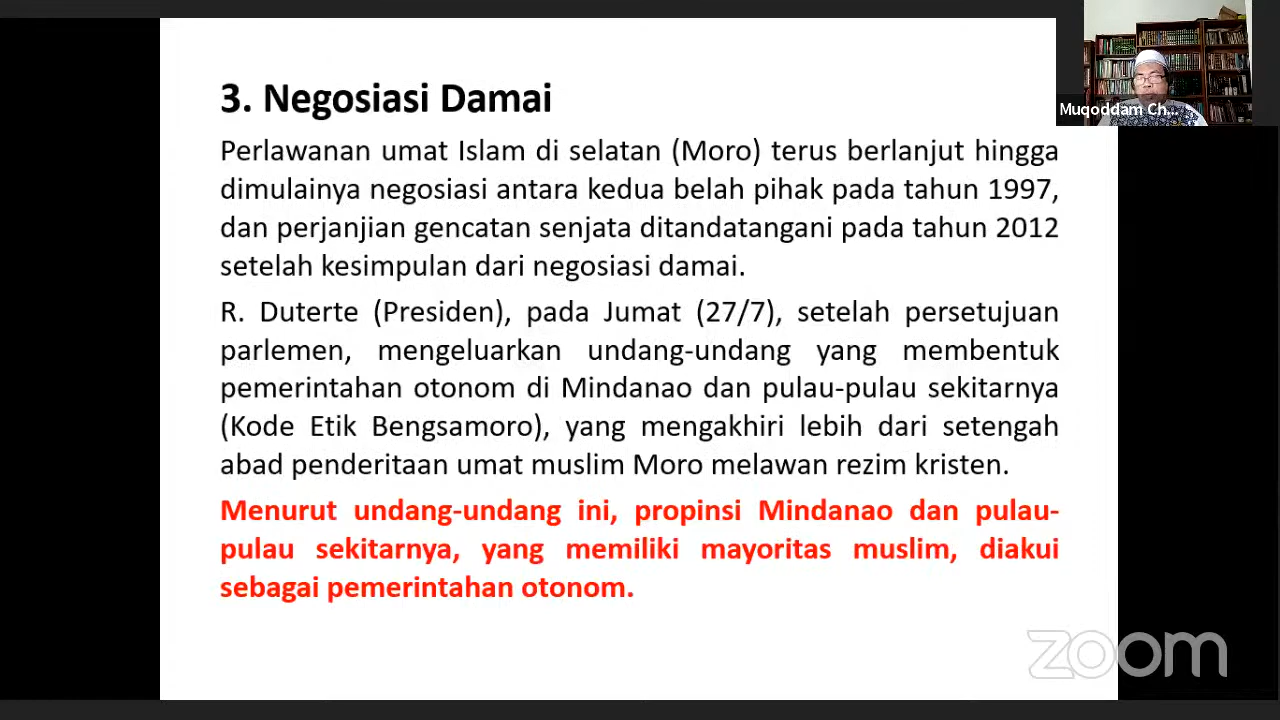 3. Negosiasi Damai
Perlawanan umat Islam di selatan (Moro) terus berlanjut hingga
dimulainya negosiasi antara kedua belah pihak pada tahun 1997,
dan perjanjian gencatan senjata ditandatangani pada tahun 2012
setelah kesimpulan dari negosiasi damai.
R. Duterte (Presiden), pada Jumat (27/7), setelah persetujuan
parlemen, mengeluarkan undang-undang yang membentuk
pemerintahan otonom di Mindanao dan pulau-pulau sekitarnya
(Kode Etik Bengsamoro), yang mengakhiri lebih dari setengah
abad penderitaan umat muslim Moro melawan rezim kristen.
Menurut undang-undang ini, propinsi Mindanao dan pulau-
pulau sekitarnya, yang memiliki mayoritas muslim, diakui
sebagai pemerintahan otonom.
Muqoddam Ch...
zoom